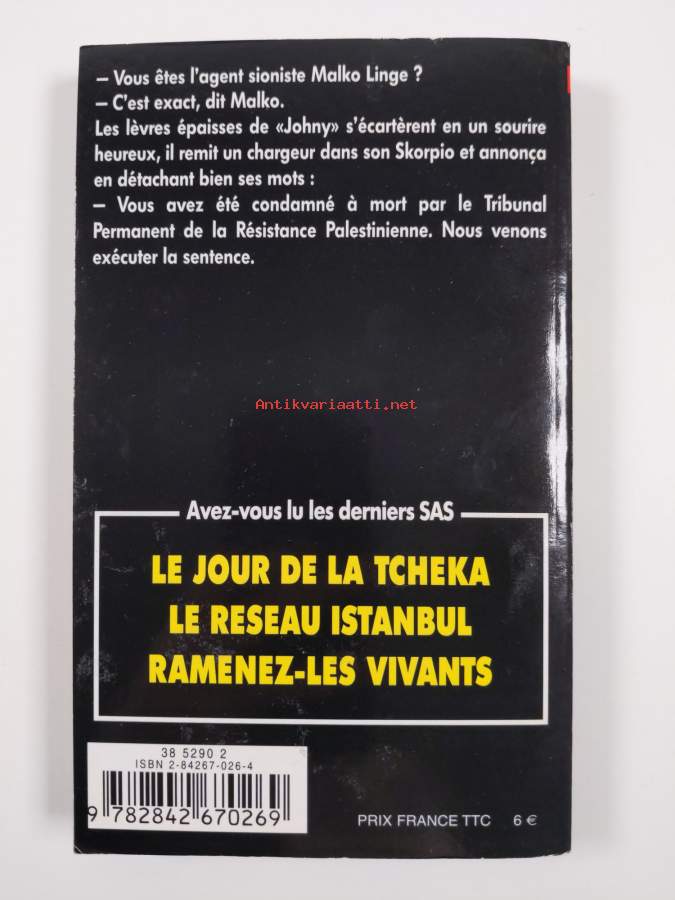 – Vous êtes l'agent sioniste Malko Linge ?
– C'est exact, dit Malko.
Les lèvres épaisses de «Johny» s'écartèrent en un sourire
heureux, il remit un chargeur dans son Skorpio et annonça
en détachant bien ses mots :
– Vous avez été condamné à mort par le Tribunal
Permanent de la Résistance Palestinienne. Nous venons
exécuter la sentence.
Antikvariaatti.net
Avez-vous lu les derniers SAS
LE JOUR DE LA TCHEKA
LE RESEAU ISTANBUL
RAMENEZ-LES VIVANTS
38 5290 2
ISBN 2-84267-026-4
9 782842 670269
PRIX FRANCE TTC 6 €